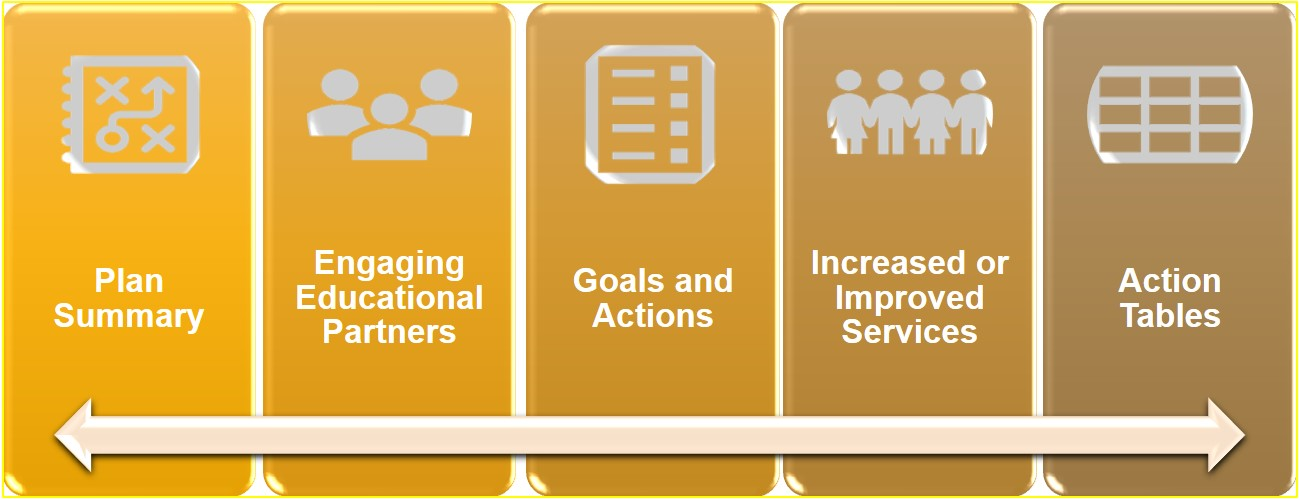 Plan
Summary
Engaging
Educational
Partners
Goals and
Actions
Increased or
Improved
Services
Action
Tables